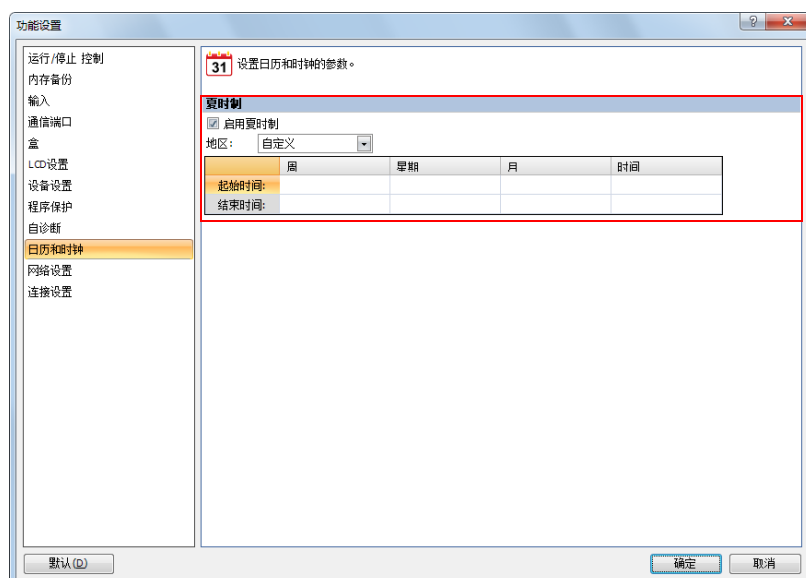 功能设置
运行/停止 控制
内存备份
输入
通信端口
盒
LCD设置
设备设置
程序保护
自诊断
日历和时钟
网络设置
连接设置
31 设置日历和时钟的参数。
夏时制
启用夏时制
地区: 自定义
周 星期 月 时间
起始时间:
结束时间:
默认(D) 确定 取消